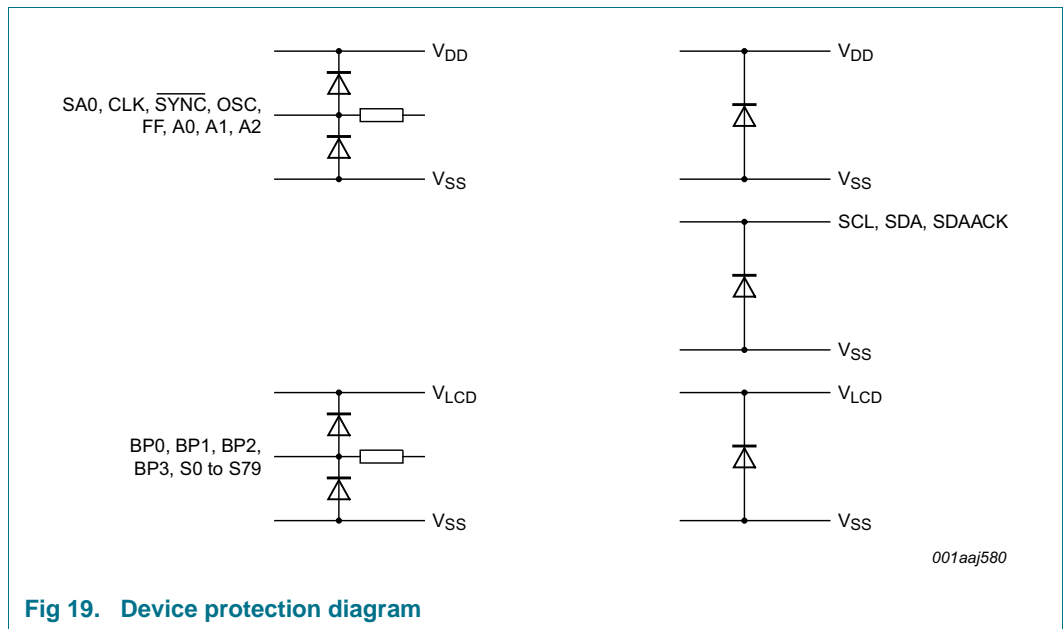 VDD
SA0, CLK, SYNC, OSC,
FF, A0, A1, A2
VSS
VDD
VSS
SCL, SDA, SDAACK
VSS
VLCD
BP0, BP1, BP2,
BP3, S0 to S79
VSS
VLCD
VSS
001aaj580
Fig 19. Device protection diagram